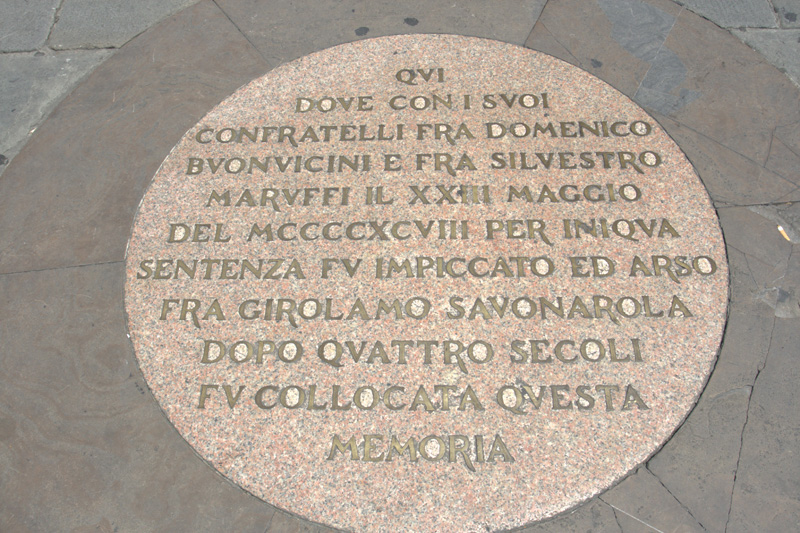 QVI
DOVE CON I SVOI
CONFRATELLI FRA DOMENICO
BVONVICINI E FRA SILVESTRO
MARVFFI IL XXIII MAGGIO
DEL MCCCCXCVIII PER INIQVA
SENTENZA FV IMPICCATO ED ARSO
FRA GIROLAMO SAVONAROLA
DOPO QVATTRO SECOLI
FV COLLOCATA QVESTA
MEMORIA